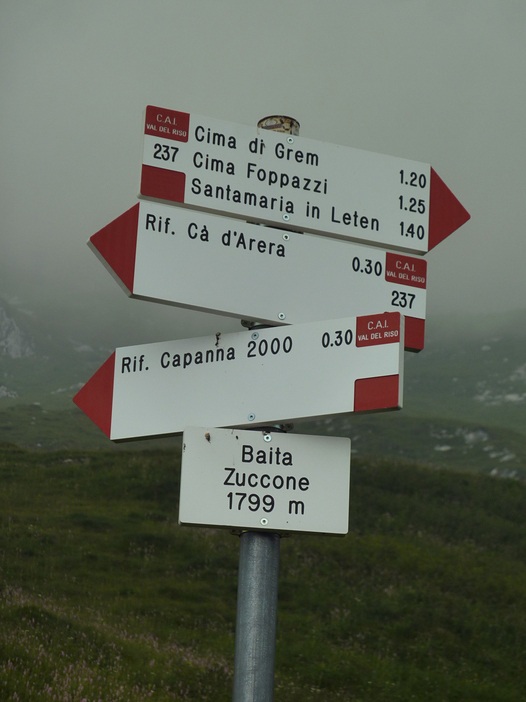 C.A.I.
VAL DEL RISO
237
Cima di Grem 1.20
Cima Foppazzi 1.25
Santamaria in Leten 1.40
Rif. Cà d'Arera 0.30
C.A.I.
VAL DEL RISO
237
Rif. Capanna 2000 0.30
C.A.I.
VAL DEL RISO
Baita
Zuccone
1799 m